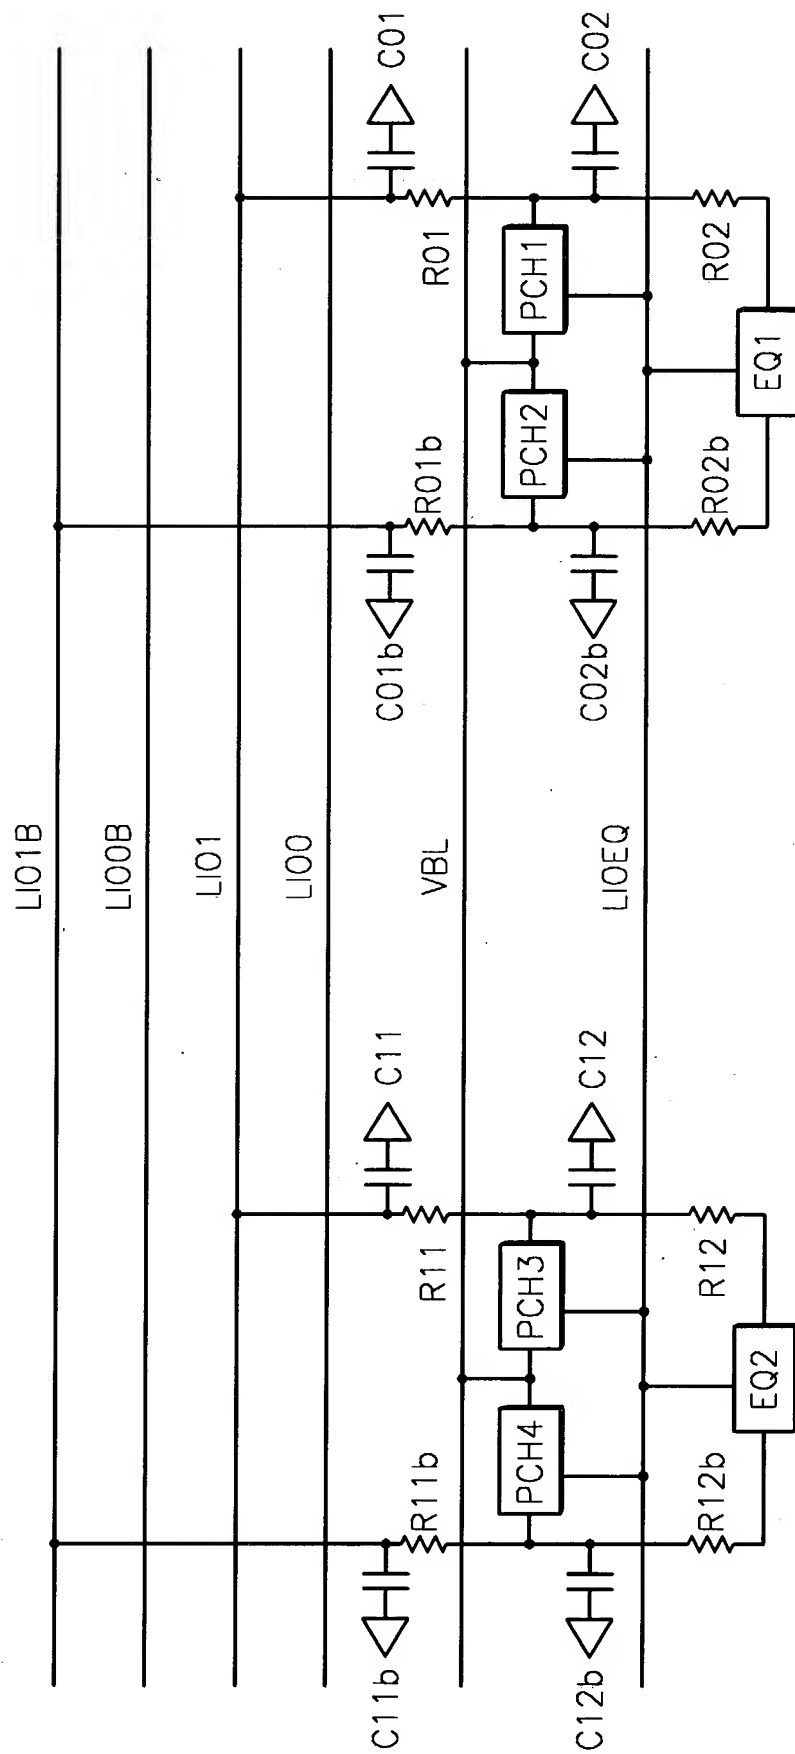 LIO1B
LIO0B
LIO1
LIO0
VBL
LIOEQ
C11b
C11
C01b
C01
R11b
R11
R01b
R01
PCH4
PCH3
PCH2
PCH1
C12b
C12
C02b
C02
R12b
R12
R02b
R02
EQ2
EQ1